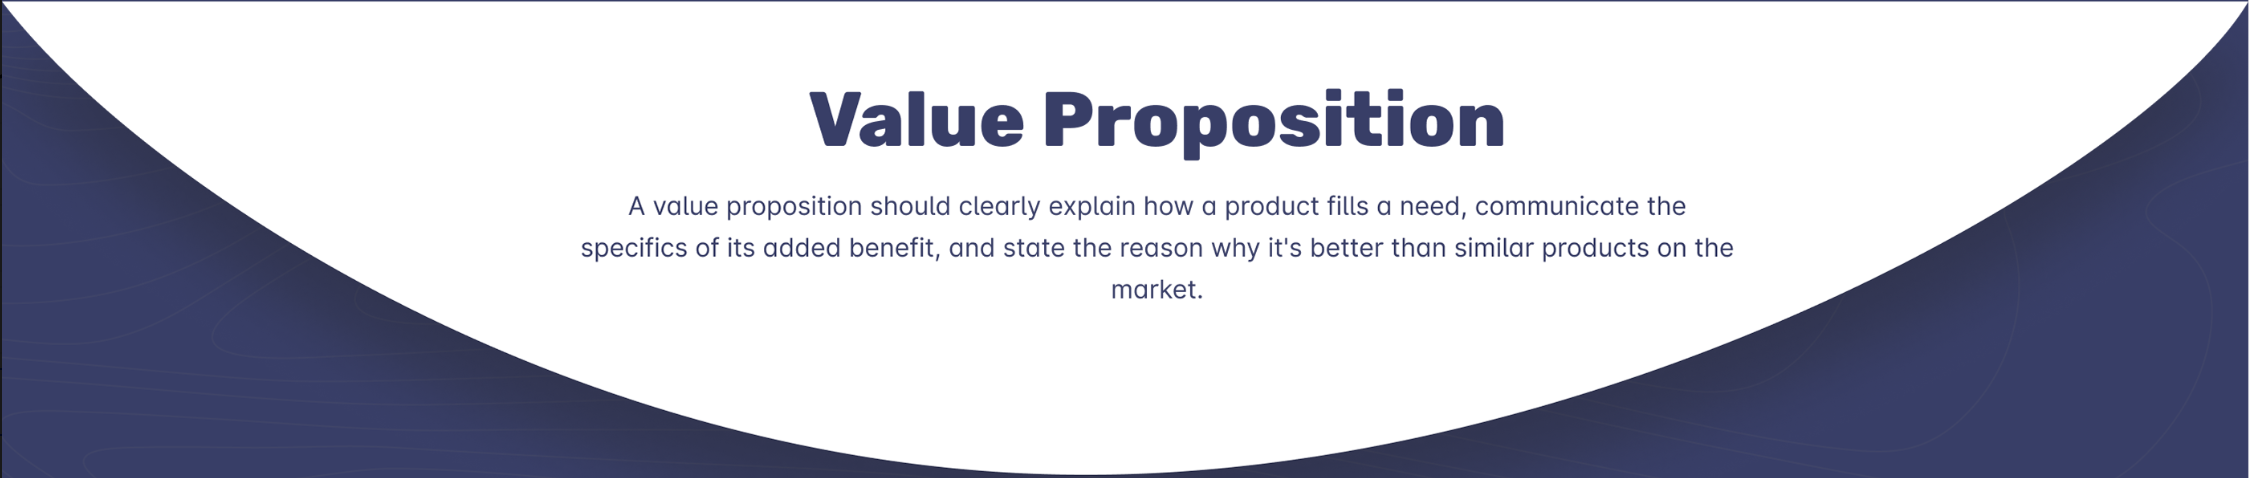 Value Proposition
A value proposition should clearly explain how a product fills a need, communicate the
specifics of its added benefit, and state the reason why it's better than similar products on the
market.